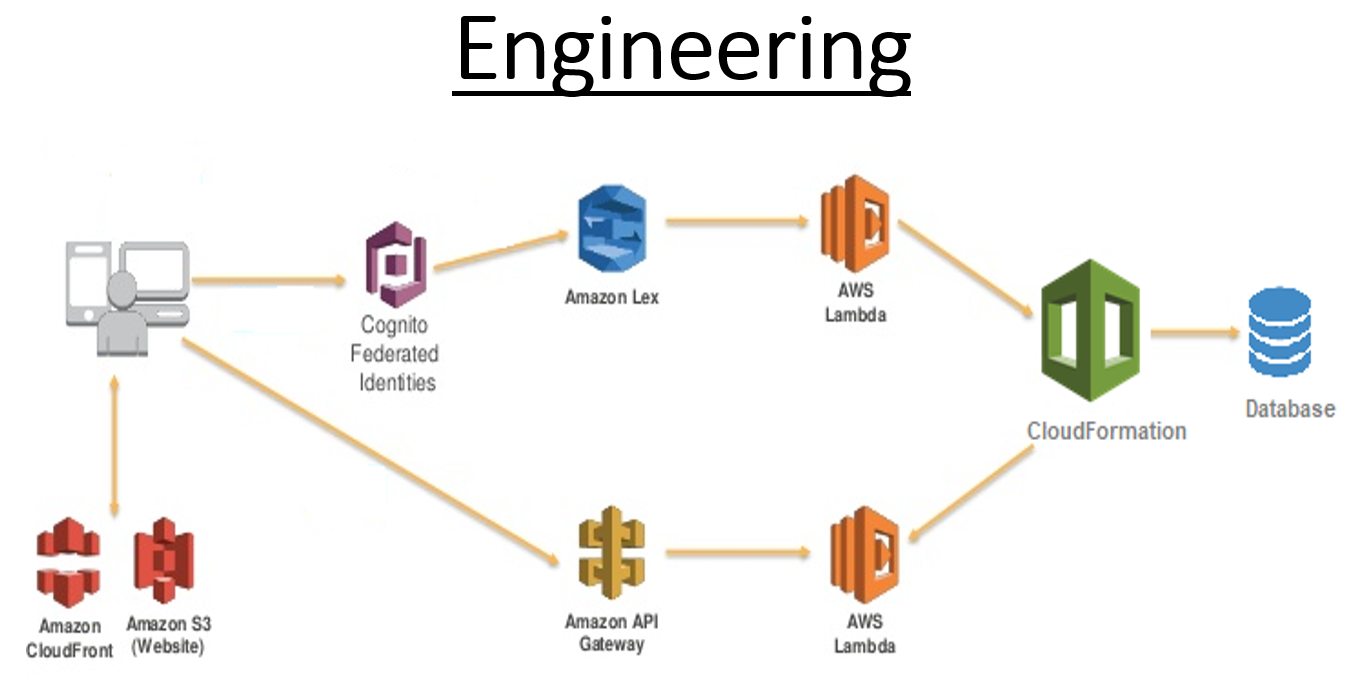 Engineering
Cognito
Federated
Identities
Amazon Lex
AWS
Lambda
CloudFormation
Database
Amazon
CloudFront
Amazon S3
(Website)
Amazon API
Gateway
AWS
Lambda